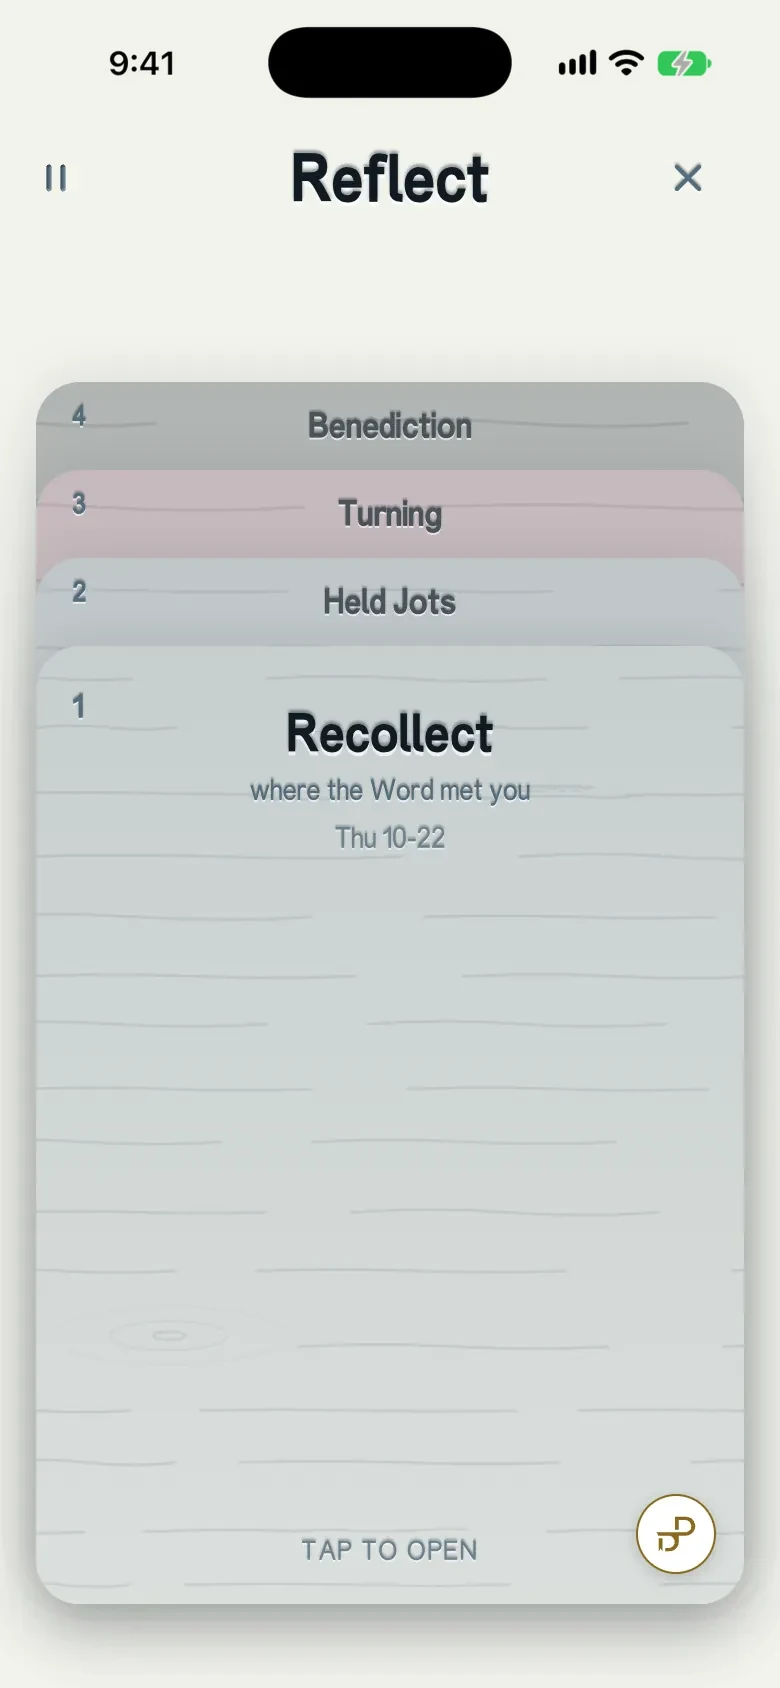 9:41
Reflect
4
Benediction
3
Turning
2
Held Jots
1
Recollect
where the Word met you
Thu 10-22
TAP TO OPEN